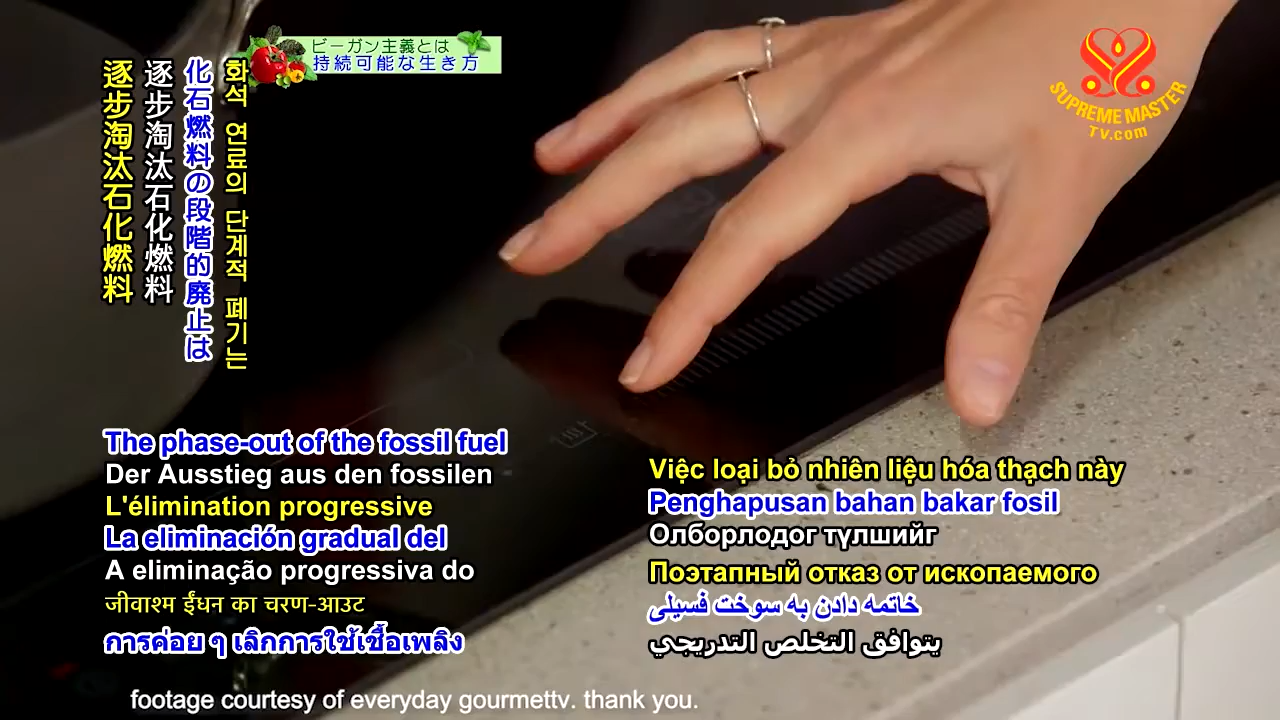 ビーガン主義とは
持続可能な生き方
SUPREME MASTER
TV.com
화석 연료의 단계적 폐기는
化石燃料の段階的廃止は
逐步淘汰石化燃料
逐步淘汰石化燃料
The phase-out of the fossil fuel
Der Ausstieg aus den fossilen
L'élimination progressive
La eliminación gradual del
A eliminação progressiva do
जीवाश्म ईंधन का चरण-आउट
การค่อย ๆ เลิกการใช้เชื้อเพลิง
Việc loại bỏ nhiên liệu hóa thạch này
Penghapusan bahan bakar fosil
Олборлодог түлшийг
Поэтапный отказ от ископаемого
خاتمه دادن به سوخت فسیلی
يتوافق التخلص التدريجي
footage courtesy of everyday gourmettv. thank you.